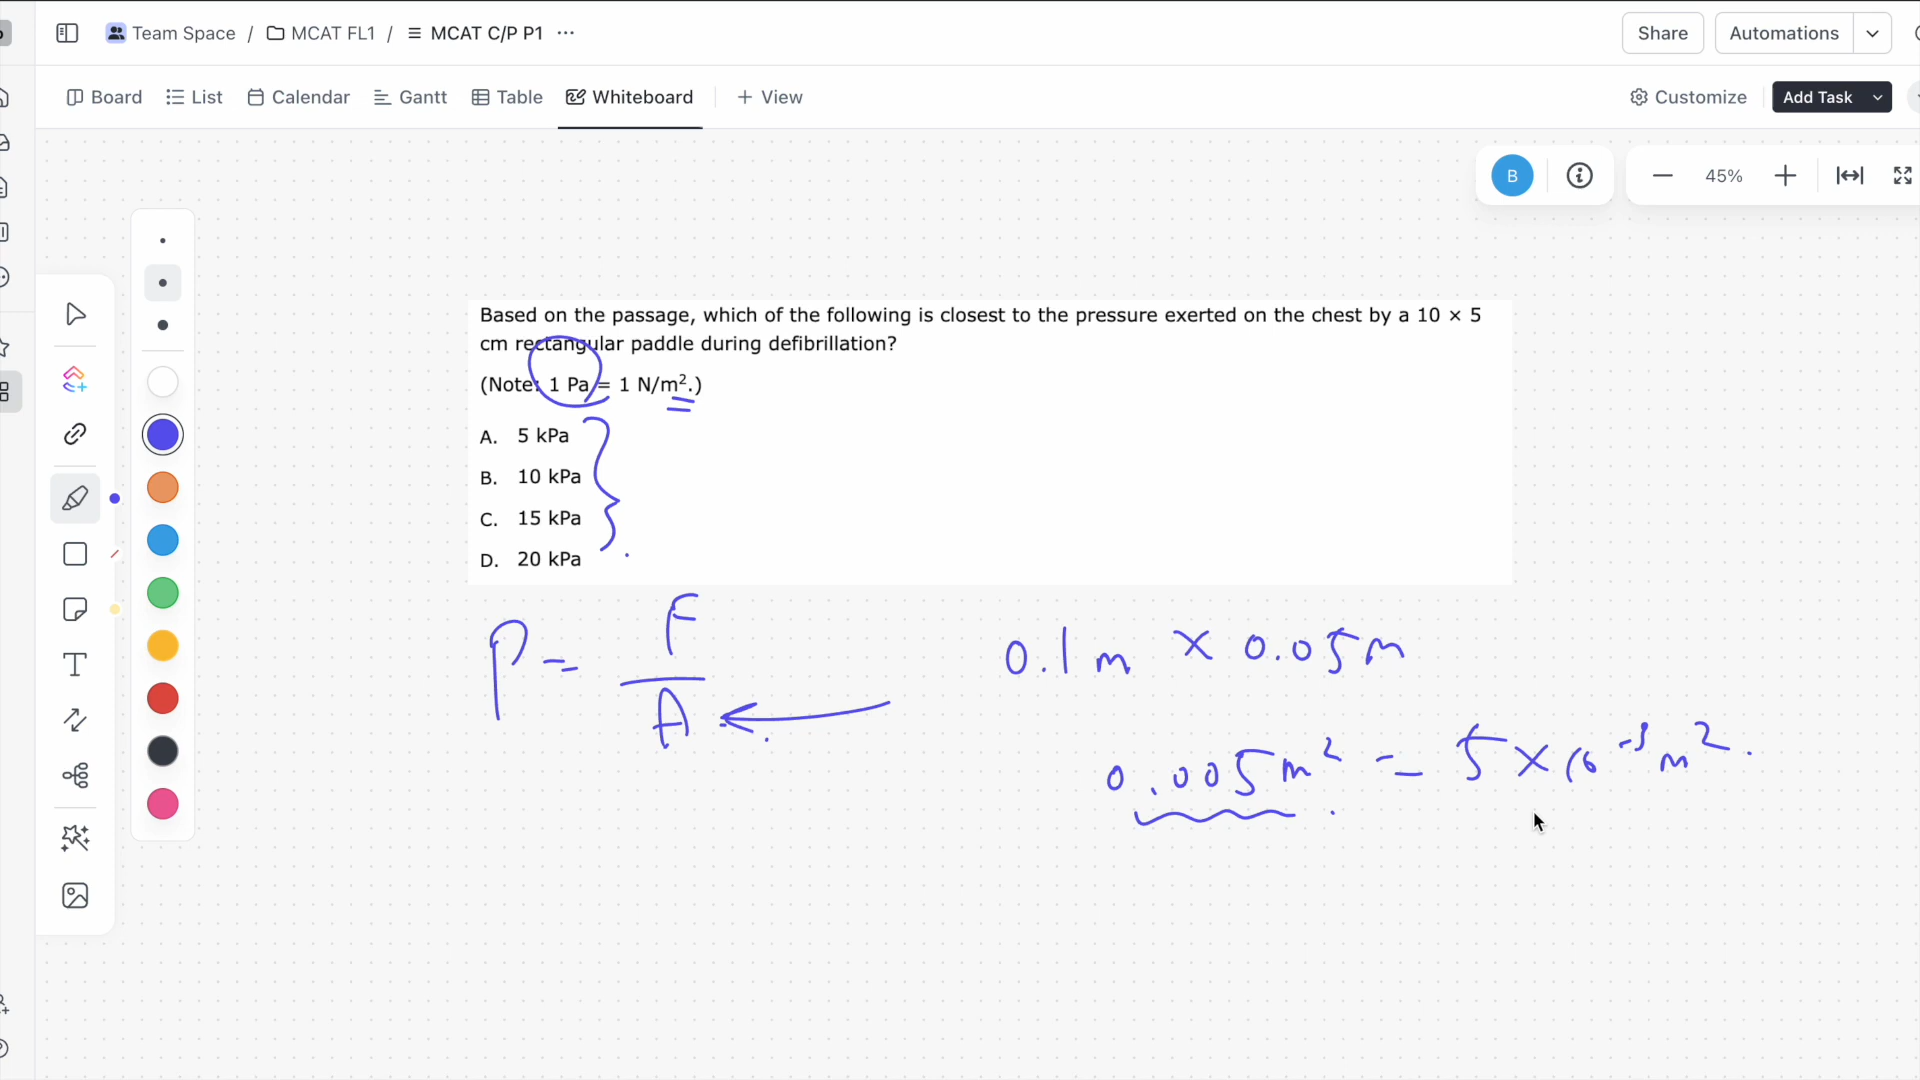 Team Space / MCAT FL1 / MCAT C/P P1 ...
Share
Automations
Board
List
Calendar
Gantt
Table
Whiteboard
+ View
Customize
Add Task
B
45%
Based on the passage, which of the following is closest to the pressure exerted on the chest by a 10 × 5
cm rectangular paddle during defibrillation?
(Note: 1 Pa = 1 N/m².)
A. 5 kPa
B. 10 kPa
C. 15 kPa
D. 20 kPa
P = F / A
0.1 m × 0.05 m
0.005 m² = 5 × 10⁻³ m².